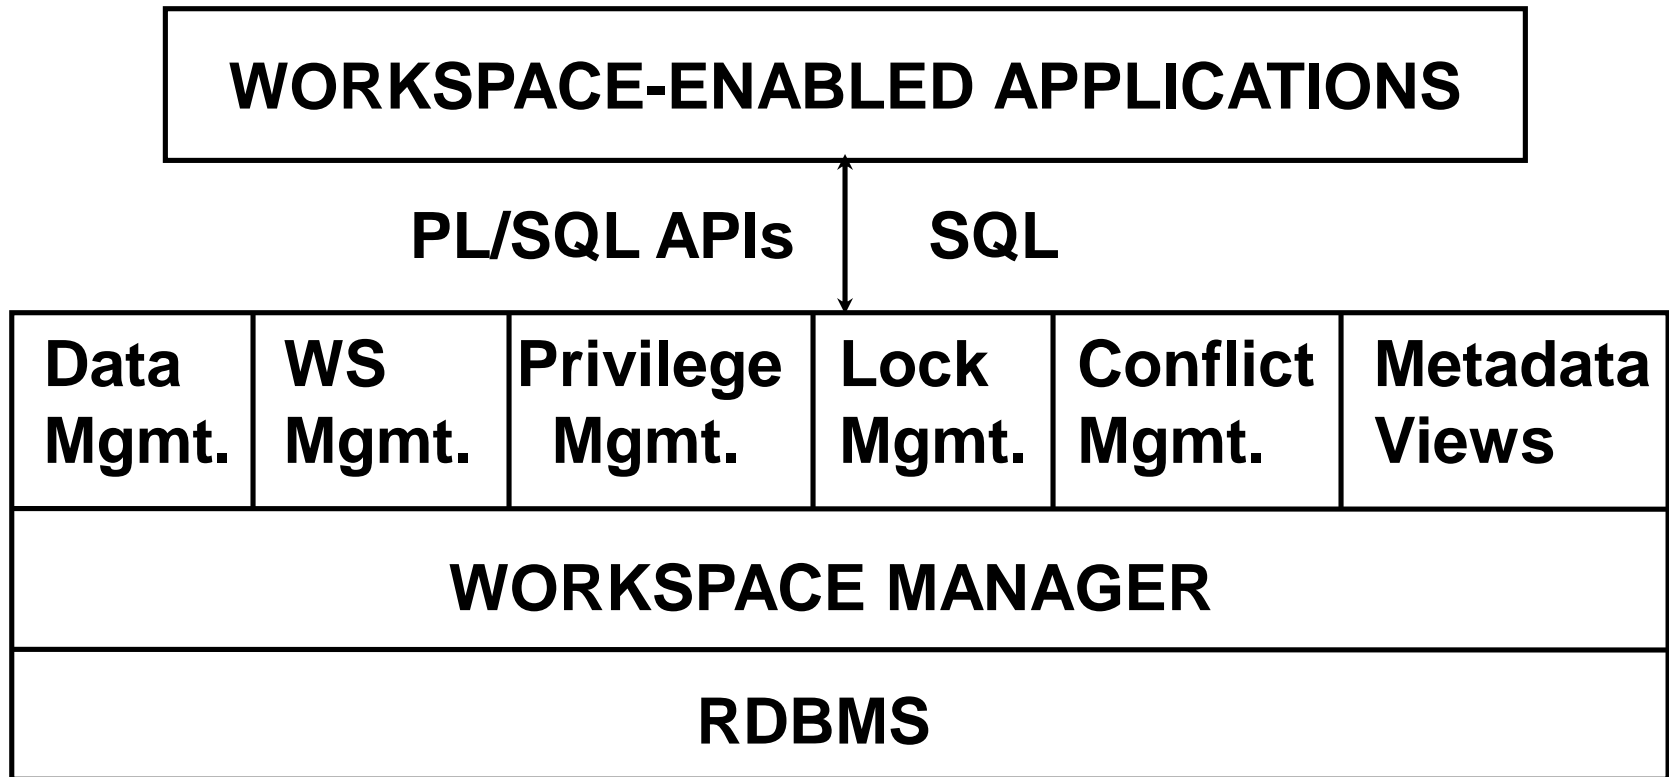 WORKSPACE-ENABLED APPLICATIONS
PL/SQL APIs SQL
Data WS Privilege Lock Conflict Metadata
Mgmt. Mgmt. Mgmt. Mgmt. Mgmt. Views
WORKSPACE MANAGER
RDBMS